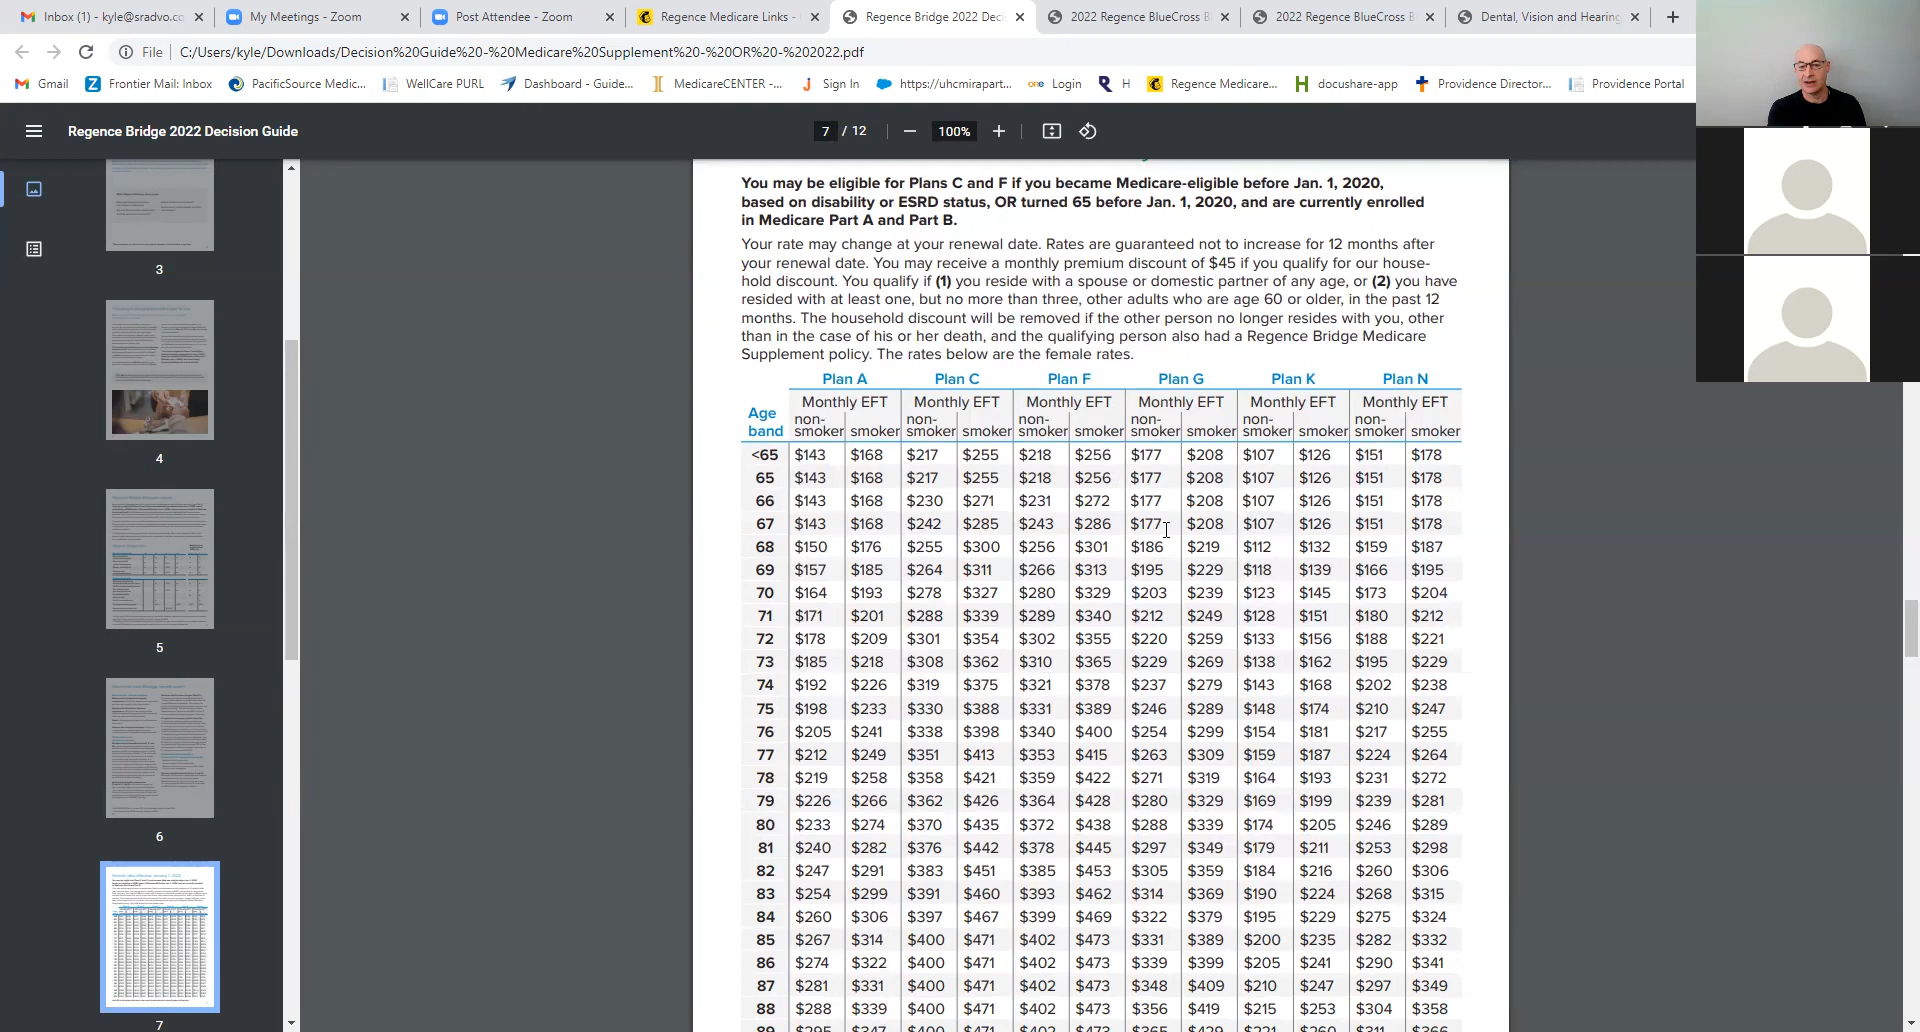 Inbox (1) - kyle@sradvo.co
My Meetings - Zoom
Post Attendee - Zoom
Regence Medicare Links -
Regence Bridge 2022 Deci
2022 Regence BlueCross B
2022 Regence BlueCross B
Dental, Vision and Hearing
File C:/Users/kyle/Downloads/Decision%20Guide%20-%20Medicare%20Supplement%20-%20OR%20-%202022.pdf
Gmail
Frontier Mail: Inbox
PacificSource Medic...
WellCare PURL
Dashboard - Guide...
MedicareCENTER -...
Sign In
https://uhcmirapart...
one Login
H
Regence Medicare...
docushare-app
Providence Director...
Providence Portal
Regence Bridge 2022 Decision Guide
7 / 12
100%
3
4
5
6
7
You may be eligible for Plans C and F if you became Medicare-eligible before Jan. 1, 2020,
based on disability or ESRD status, OR turned 65 before Jan. 1, 2020, and are currently enrolled
in Medicare Part A and Part B.
Your rate may change at your renewal date. Rates are guaranteed not to increase for 12 months after
your renewal date. You may receive a monthly premium discount of $45 if you qualify for our house-
hold discount. You qualify if (1) you reside with a spouse or domestic partner of any age, or (2) you have
resided with at least one, but no more than three, other adults who are age 60 or older, in the past 12
months. The household discount will be removed if the other person no longer resides with you, other
than in the case of his or her death, and the qualifying person also had a Regence Bridge Medicare
Supplement policy. The rates below are the female rates.
Plan A Plan C Plan F Plan G Plan K Plan N
Monthly EFT Monthly EFT Monthly EFT Monthly EFT Monthly EFT Monthly EFT
Age band non-smoker smoker non-smoker smoker non-smoker smoker non-smoker smoker non-smoker smoker non-smoker smoker
<65 $143 $168 $217 $255 $218 $256 $177 $208 $107 $126 $151 $178
65 $143 $168 $217 $255 $218 $256 $177 $208 $107 $126 $151 $178
66 $143 $168 $230 $271 $231 $272 $177 $208 $107 $126 $151 $178
67 $143 $168 $242 $285 $243 $286 $177 $208 $107 $126 $151 $178
68 $150 $176 $255 $300 $256 $301 $186 $219 $112 $132 $159 $187
69 $157 $185 $264 $311 $266 $313 $195 $229 $118 $139 $166 $195
70 $164 $193 $278 $327 $280 $329 $203 $239 $123 $145 $173 $204
71 $171 $201 $288 $339 $289 $340 $212 $249 $128 $151 $180 $212
72 $178 $209 $301 $354 $302 $355 $220 $259 $133 $156 $188 $221
73 $185 $218 $308 $362 $310 $365 $229 $269 $138 $162 $195 $229
74 $192 $226 $319 $375 $321 $378 $237 $279 $143 $168 $202 $238
75 $198 $233 $330 $388 $331 $389 $246 $289 $148 $174 $210 $247
76 $205 $241 $338 $398 $340 $400 $254 $299 $154 $181 $217 $255
77 $212 $249 $351 $413 $353 $415 $263 $309 $159 $187 $224 $264
78 $219 $258 $358 $421 $359 $422 $271 $319 $164 $193 $231 $272
79 $226 $266 $362 $426 $364 $428 $280 $329 $169 $199 $239 $281
80 $233 $274 $370 $435 $372 $438 $288 $339 $174 $205 $246 $289
81 $240 $282 $376 $442 $378 $445 $297 $349 $179 $211 $253 $298
82 $247 $291 $383 $451 $385 $453 $305 $359 $184 $216 $260 $306
83 $254 $299 $391 $460 $393 $462 $314 $369 $190 $224 $268 $315
84 $260 $306 $397 $467 $399 $469 $322 $379 $195 $229 $275 $324
85 $267 $314 $400 $471 $402 $473 $331 $389 $200 $235 $282 $332
86 $274 $322 $400 $471 $402 $473 $339 $399 $205 $241 $290 $341
87 $281 $331 $400 $471 $402 $473 $348 $409 $210 $247 $297 $349
88 $288 $339 $400 $471 $402 $473 $356 $419 $215 $253 $304 $358
89 $295 $347 $400 $471 $402 $473 $365 $429 $221 $260 $311 $366